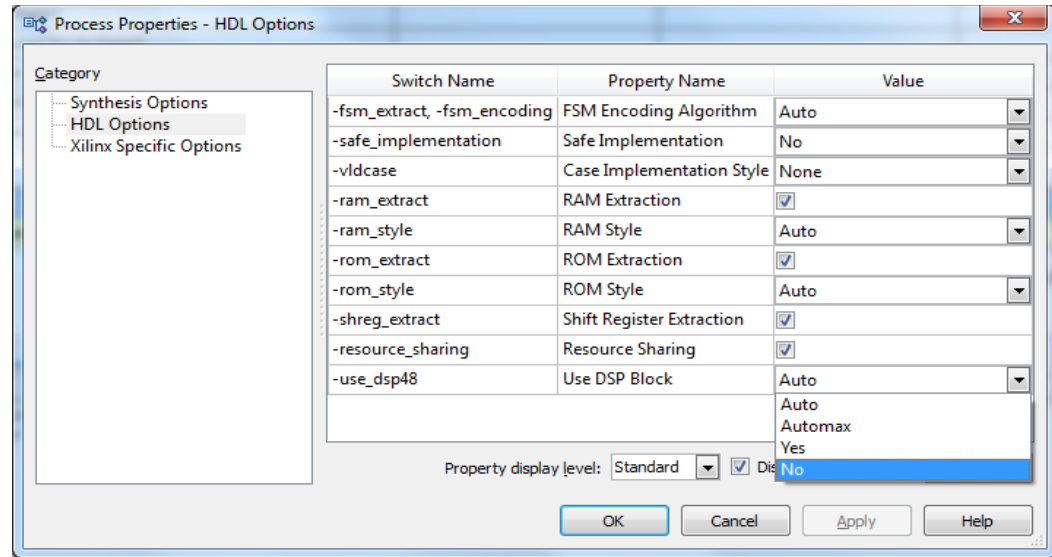 Process Properties - HDL Options
Category
Synthesis Options
HDL Options
Xilinx Specific Options
Switch Name Property Name Value
-fsm_extract, -fsm_encoding FSM Encoding Algorithm Auto
-safe_implementation Safe Implementation No
-vldcase Case Implementation Style None
-ram_extract RAM Extraction
-ram_style RAM Style Auto
-rom_extract ROM Extraction
-rom_style ROM Style Auto
-shreg_extract Shift Register Extraction
-resource_sharing Resource Sharing
-use_dsp48 Use DSP Block Auto
Auto
Automax
Yes
No
Property display level: Standard Dis
OK Cancel Apply Help